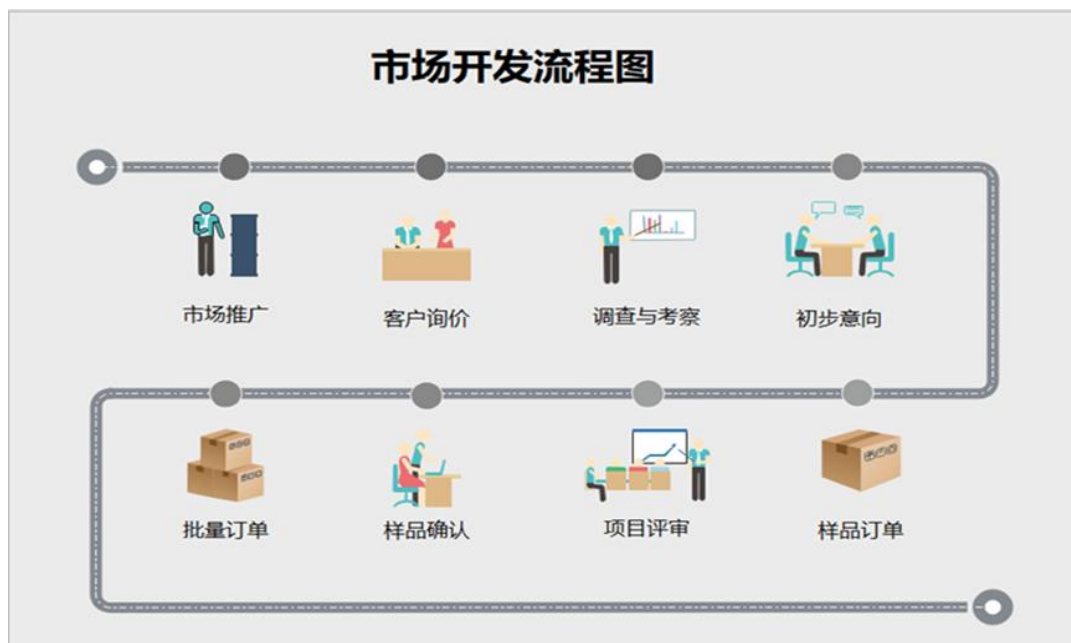 市场开发流程图
市场推广
客户询价
调查与考察
初步意向
批量订单
样品确认
项目评审
样品订单